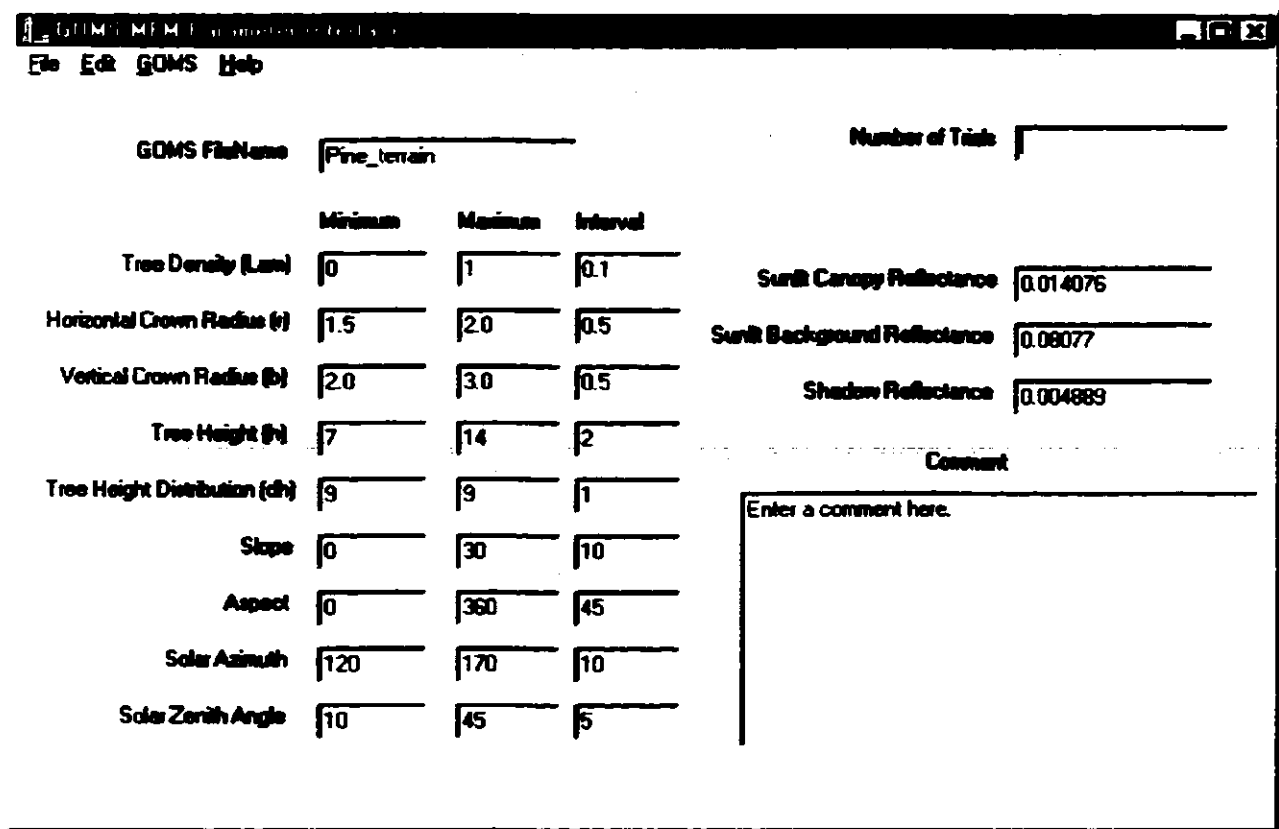 GOMS MFM Parameter Interface
File Edit GOMS Help
GOMS FileName Pine_terrain Number of Trials
Minimum Maximum Interval
Tree Density (Lam) 0 1 0.1
Sunlit Canopy Reflectance 0.014076
Horizontal Crown Radius (r) 1.5 2.0 0.5
Sunlit Background Reflectance 0.08077
Vertical Crown Radius (b) 2.0 3.0 0.5
Shadow Reflectance 0.004889
Tree Height (h) 7 14 2
Comment
Tree Height Distribution (dh) 9 9 1
Enter a comment here.
Slope 0 30 10
Aspect 0 360 45
Solar Azimuth 120 170 10
Solar Zenith Angle 10 45 5